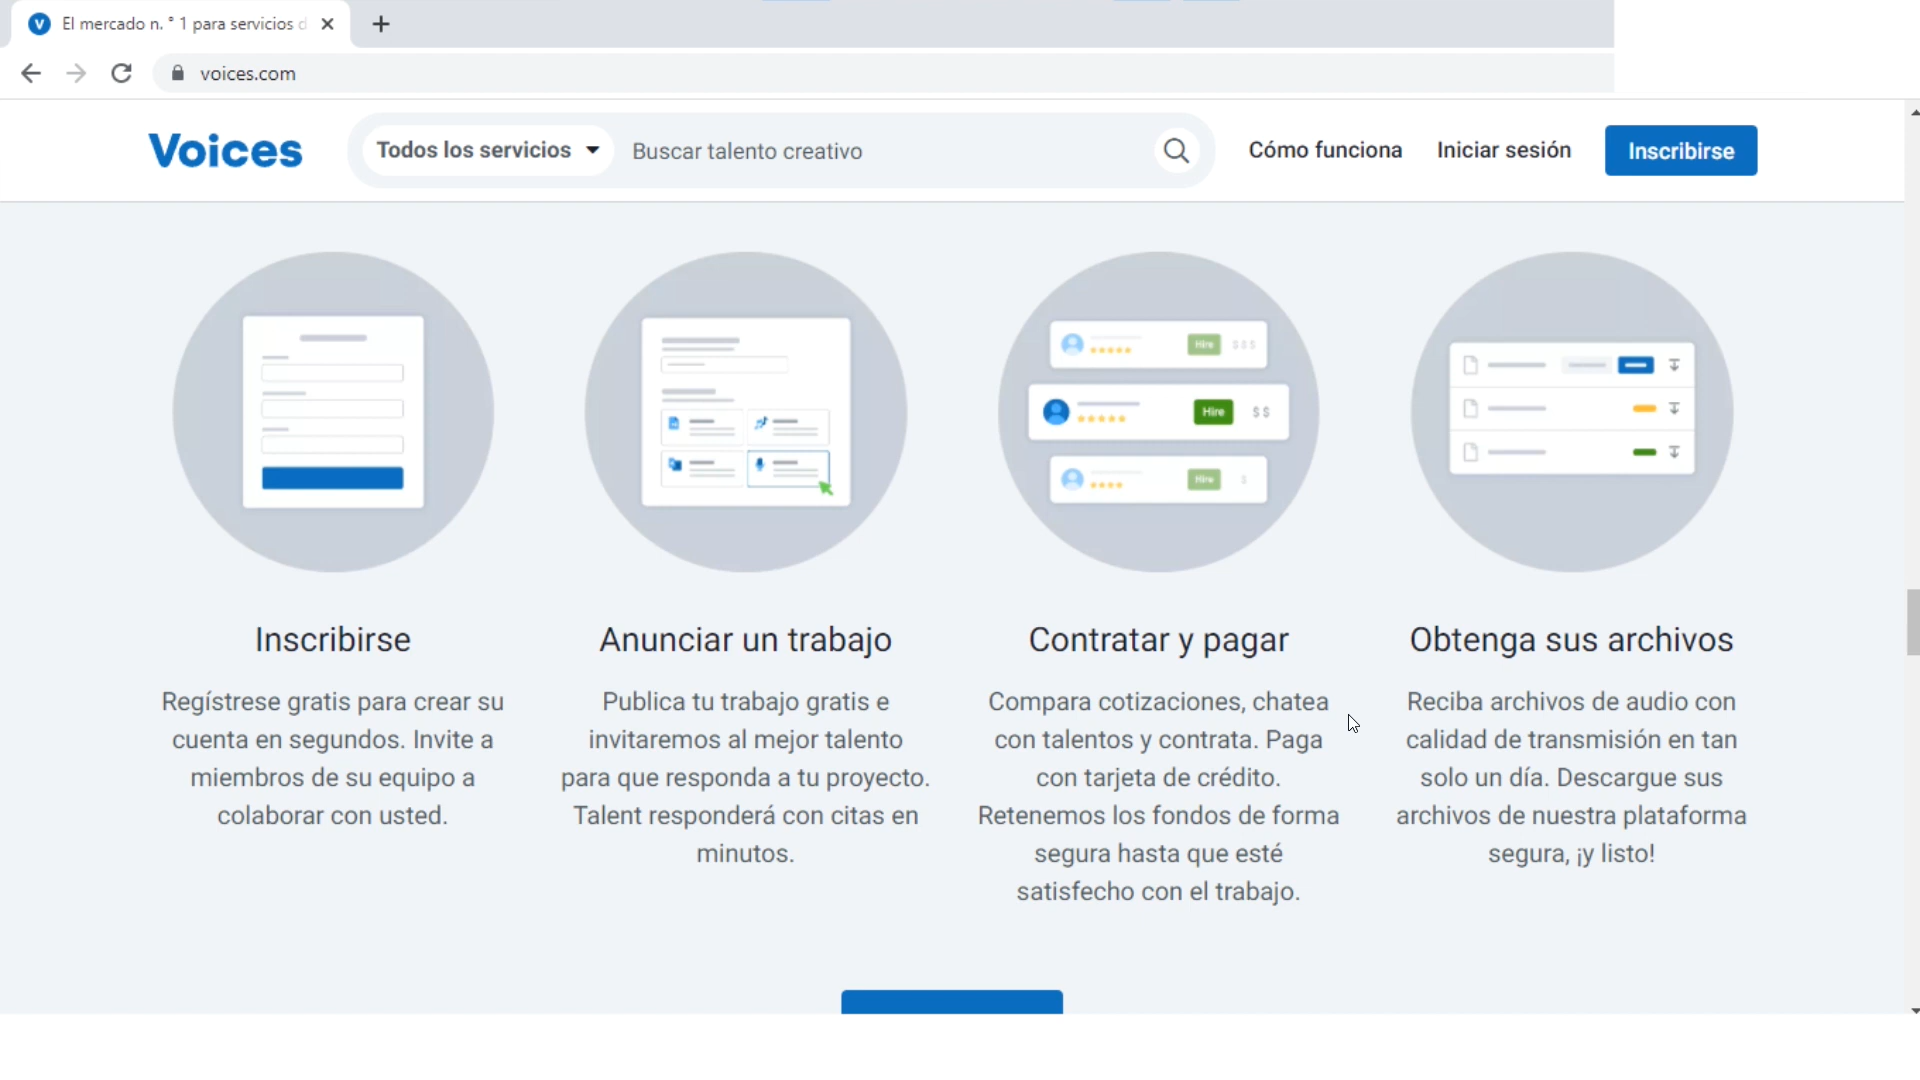 El mercado n. ° 1 para servicios d
voices.com
Voices
Todos los servicios
Buscar talento creativo
Cómo funciona
Iniciar sesión
Inscribirse
Hire $$$
Hire $$
Hire $
Inscribirse
Regístrese gratis para crear su
cuenta en segundos. Invite a
miembros de su equipo a
colaborar con usted.
Anunciar un trabajo
Publica tu trabajo gratis e
invitaremos al mejor talento
para que responda a tu proyecto.
Talent responderá con citas en
minutos.
Contratar y pagar
Compara cotizaciones, chatea
con talentos y contrata. Paga
con tarjeta de crédito.
Retenemos los fondos de forma
segura hasta que esté
satisfecho con el trabajo.
Obtenga sus archivos
Reciba archivos de audio con
calidad de transmisión en tan
solo un día. Descargue sus
archivos de nuestra plataforma
segura, ¡y listo!